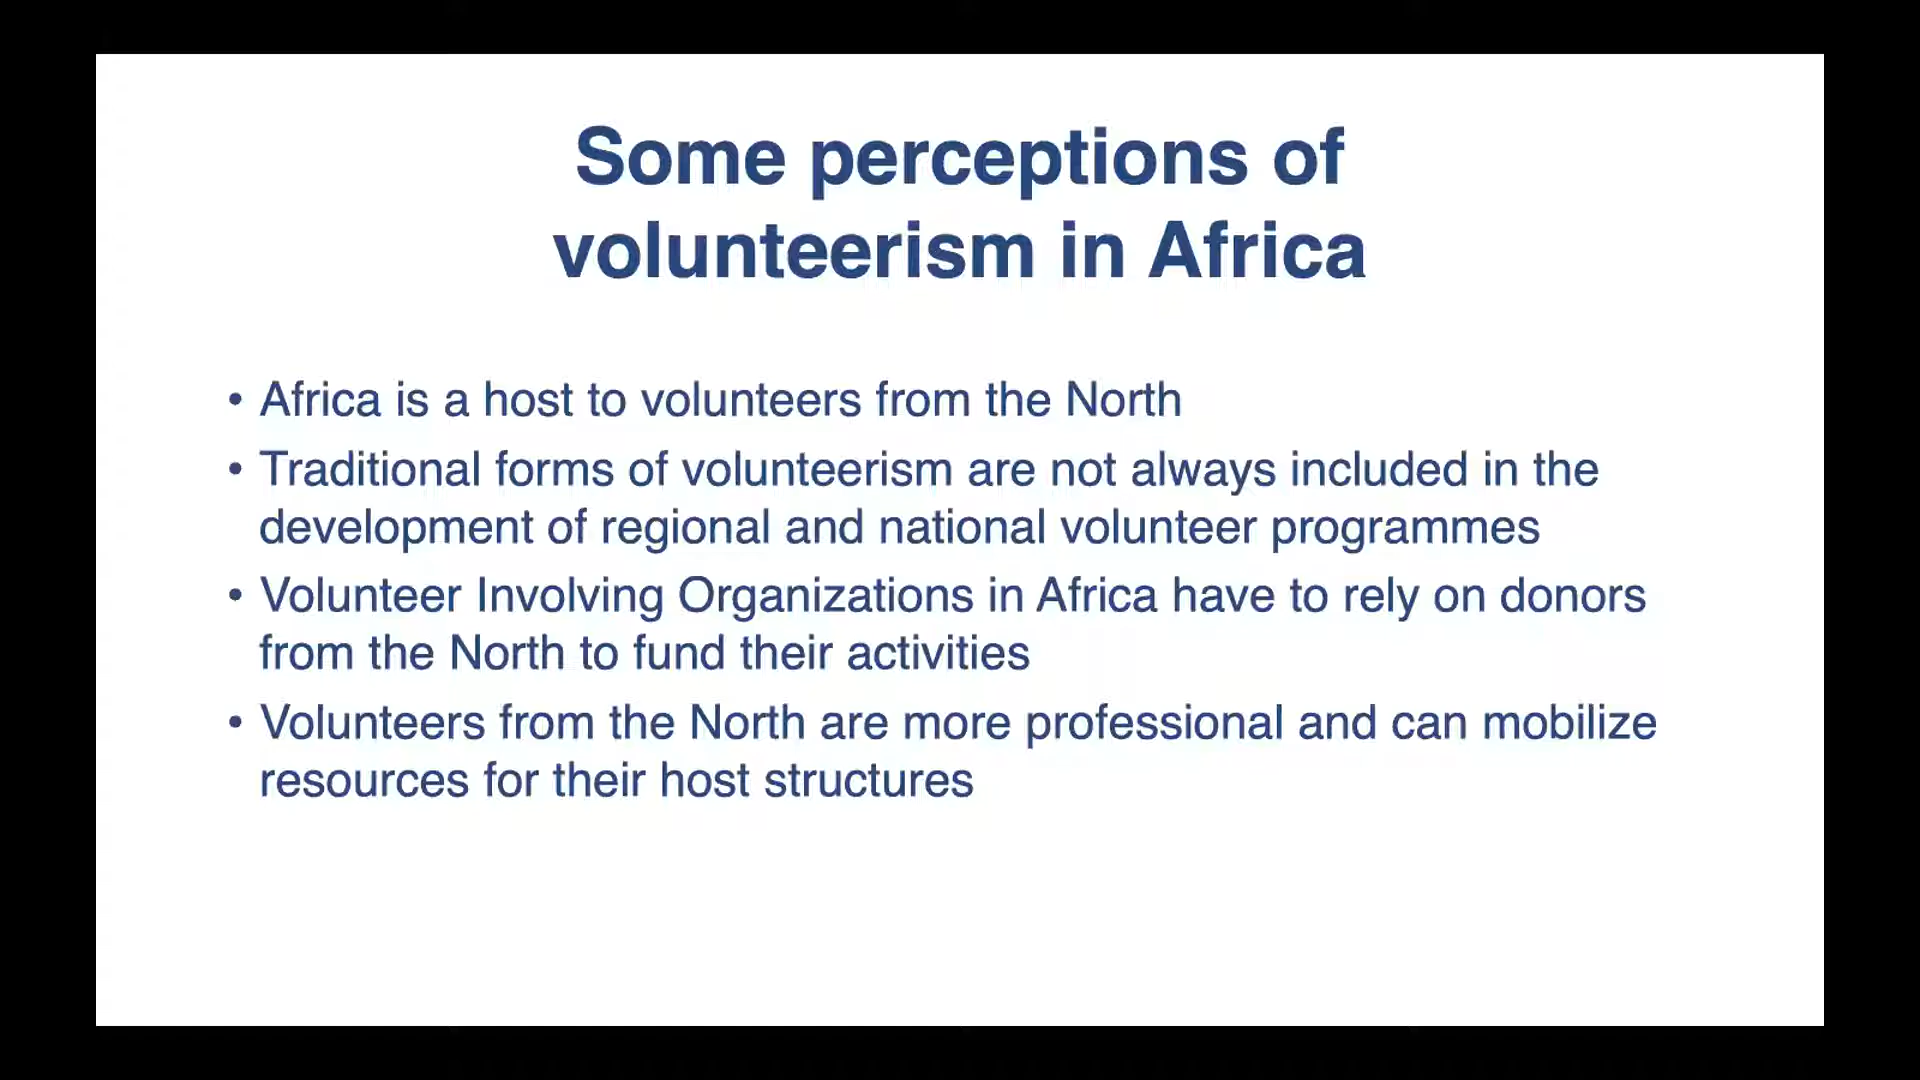 Some perceptions of
volunteerism in Africa
• Africa is a host to volunteers from the North
• Traditional forms of volunteerism are not always included in the
development of regional and national volunteer programmes
• Volunteer Involving Organizations in Africa have to rely on donors
from the North to fund their activities
• Volunteers from the North are more professional and can mobilize
resources for their host structures